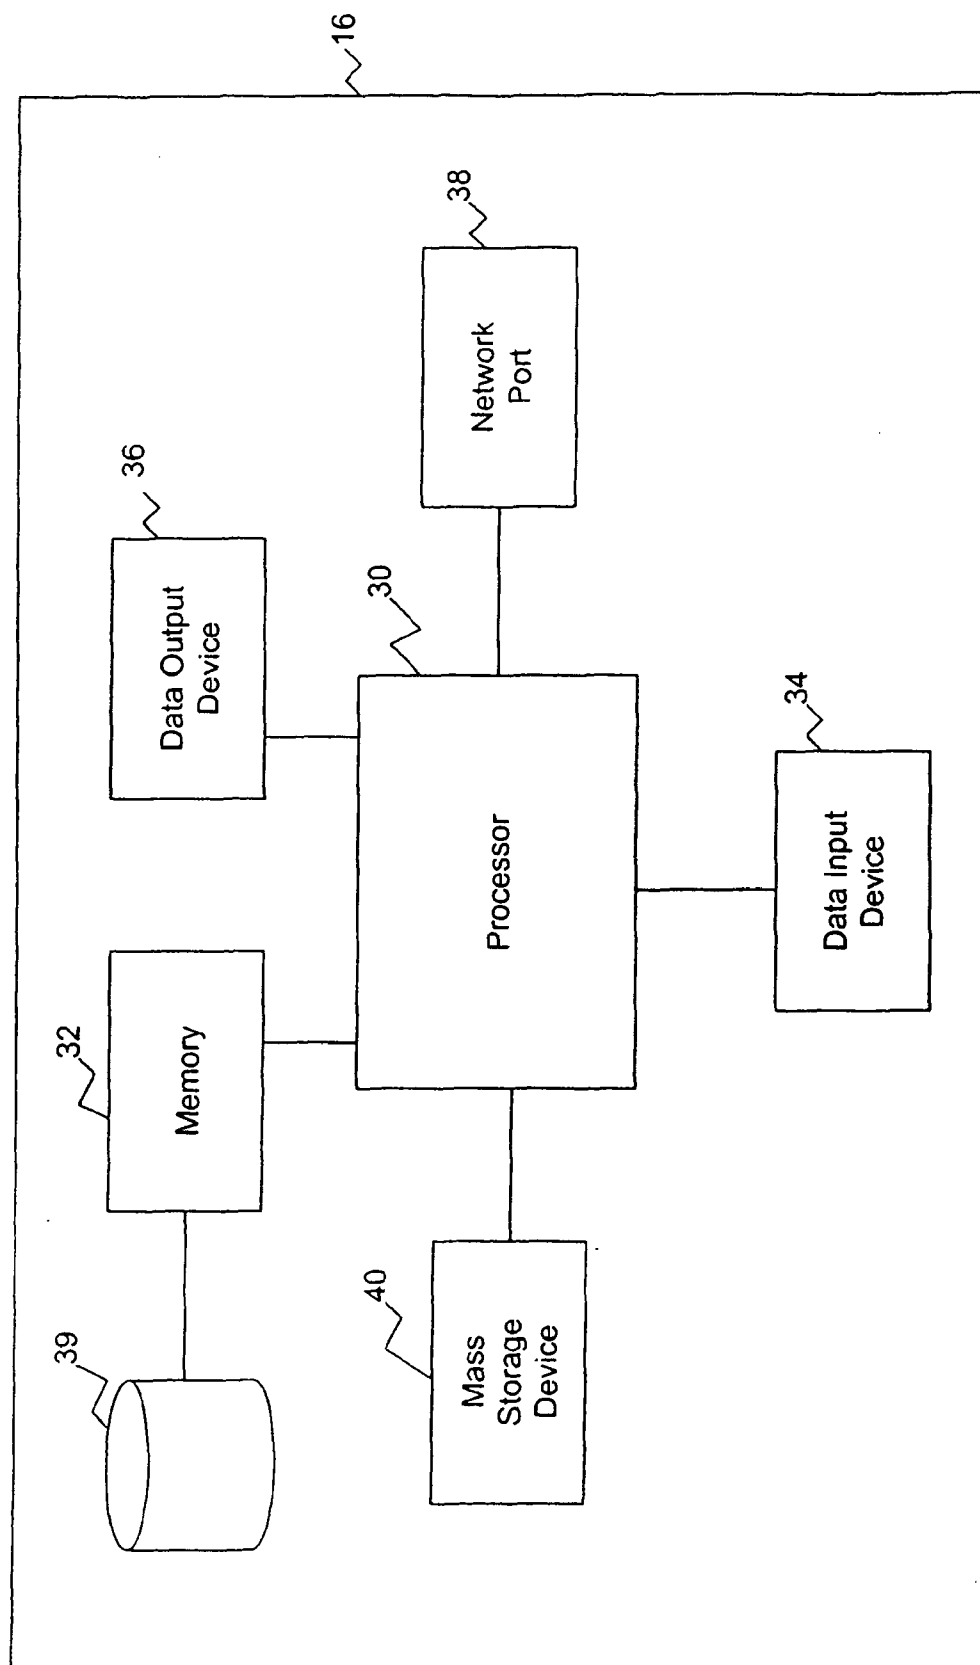 16
39
32
Memory
36
Data Output
Device
40
Mass
Storage
Device
30
Processor
38
Network
Port
34
Data Input
Device